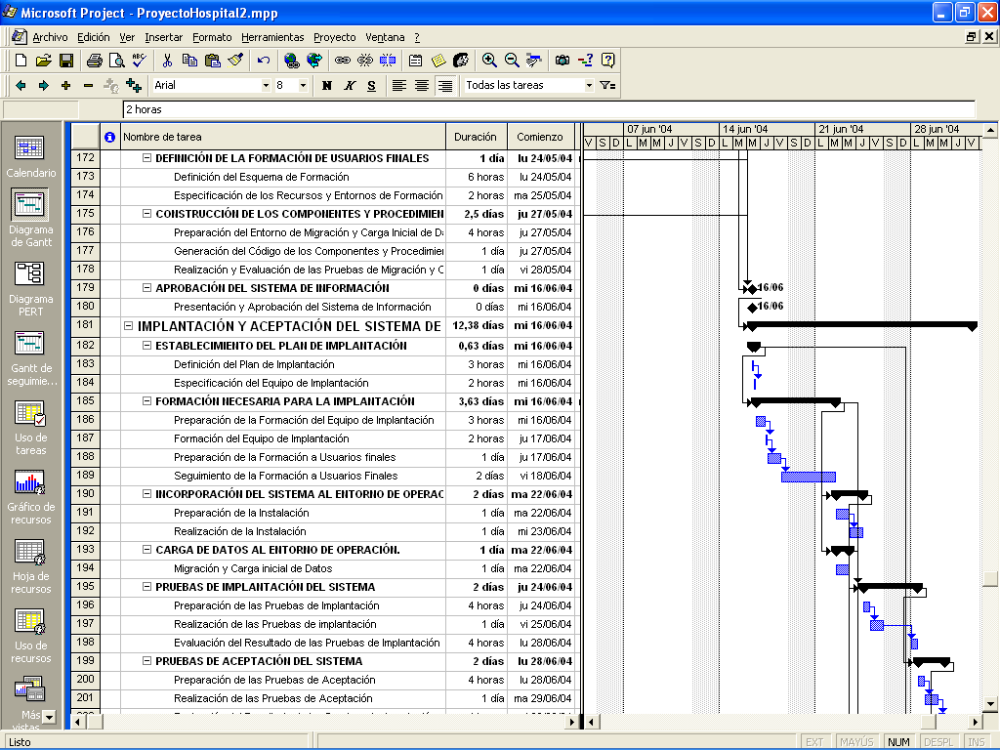 Microsoft Project - ProyectoHospital2.mpp
Archivo Edición Ver Insertar Formato Herramientas Proyecto Ventana ?
Arial 8 N K S Todas las tareas
2 horas
Nombre de tarea Duración Comienzo 07 jun '04 14 jun '04 21 jun '04 28 jun '04
V S D L M M J V S D L M M J V S D L M M J V S D L M M J V
172 DEFINICIÓN DE LA FORMACIÓN DE USUARIOS FINALES 1 día lu 24/05/04
173 Definición del Esquema de Formación 6 horas lu 24/05/04
174 Especificación de los Recursos y Entornos de Formación 2 horas ma 25/05/04
175 CONSTRUCCIÓN DE LOS COMPONENTES Y PROCEDIMIEN 2,5 días ju 27/05/04
176 Preparación del Entorno de Migración y Carga Inicial de D 4 horas ju 27/05/04
177 Generación del Código de los Componentes y Procedimie 1 día ju 27/05/04
178 Realización y Evaluación de las Pruebas de Migración y C 1 día vi 28/05/04
179 APROBACIÓN DEL SISTEMA DE INFORMACIÓN 0 días mi 16/06/04 16/06
180 Presentación y Aprobación del Sistema de Información 0 días mi 16/06/04 16/06
181 IMPLANTACIÓN Y ACEPTACIÓN DEL SISTEMA DE 12,38 días mi 16/06/04
182 ESTABLECIMIENTO DEL PLAN DE IMPLANTACIÓN 0,63 días mi 16/06/04
183 Definición del Plan de Implantación 3 horas mi 16/06/04
184 Especificación del Equipo de Implantación 2 horas mi 16/06/04
185 FORMACIÓN NECESARIA PARA LA IMPLANTACIÓN 3,63 días mi 16/06/04
186 Preparación de la Formación del Equipo de Implantación 3 horas mi 16/06/04
187 Formación del Equipo de Implantación 2 horas ju 17/06/04
188 Preparación de la Formación a Usuarios finales 1 día ju 17/06/04
189 Seguimiento de la Formación a Usuarios Finales 2 días vi 18/06/04
190 INCORPORACIÓN DEL SISTEMA AL ENTORNO DE OPERAC 2 días ma 22/06/04
191 Preparación de la Instalación 1 día ma 22/06/04
192 Realización de la Instalación 1 día mi 23/06/04
193 CARGA DE DATOS AL ENTORNO DE OPERACIÓN. 1 día ma 22/06/04
194 Migración y Carga inicial de Datos 1 día ma 22/06/04
195 PRUEBAS DE IMPLANTACIÓN DEL SISTEMA 2 días ju 24/06/04
196 Preparación de las Pruebas de Implantación 4 horas ju 24/06/04
197 Realización de las Pruebas de implantación 1 día vi 25/06/04
198 Evaluación del Resultado de las Pruebas de Implantación 4 horas lu 28/06/04
199 PRUEBAS DE ACEPTACIÓN DEL SISTEMA 2 días lu 28/06/04
200 Preparación de las Pruebas de Aceptación 4 horas lu 28/06/04
201 Realización de las Pruebas de Aceptación 1 día ma 29/06/04
Calendario
Diagrama
de Gantt
Diagrama
PERT
Gantt de
seguimie...
Uso de
tareas
Gráfico de
recursos
Hoja de
recursos
Uso de
recursos
Más
vistas
Listo EXT MAYÚS NUM DESPL INS